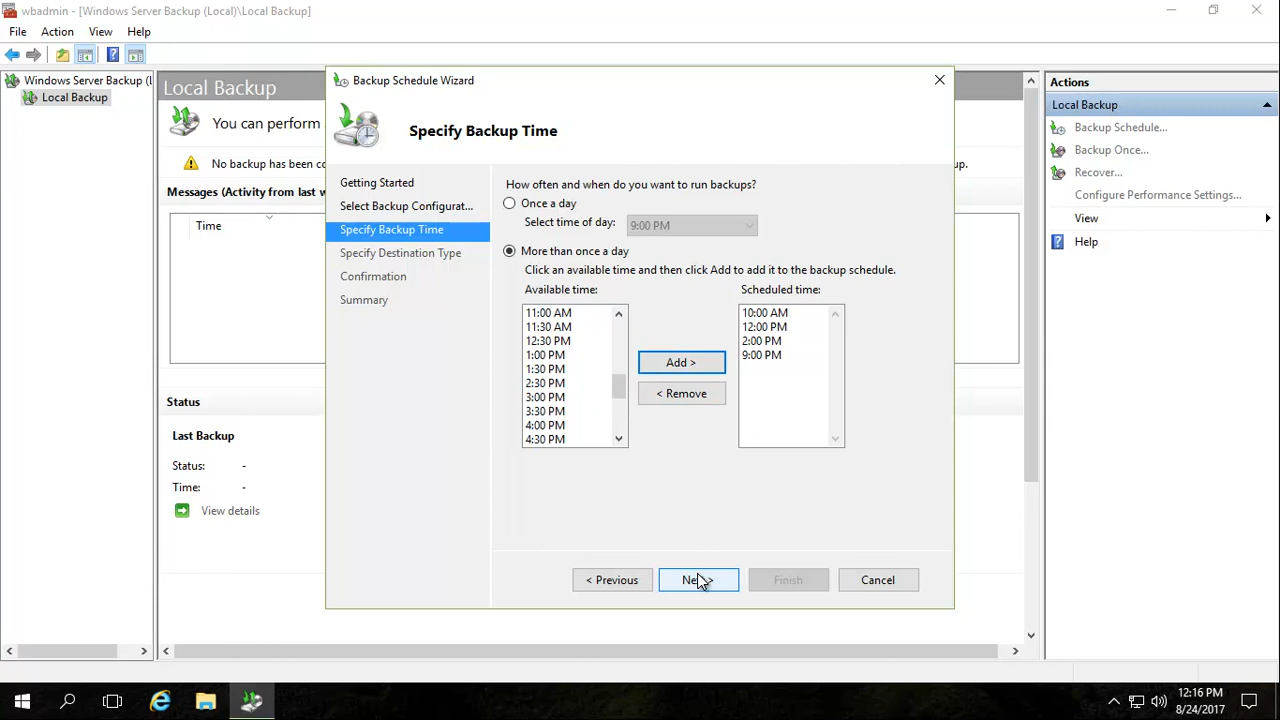 wbadmin - [Windows Server Backup (Local)\Local Backup]
File Action View Help
Windows Server Backup (L
Local Backup
Local Backup
You can perform
No backup has been co
up.
Messages (Activity from last w
Time
Status
Last Backup
Status: -
Time: -
View details
Backup Schedule Wizard
Specify Backup Time
Getting Started
Select Backup Configurat...
Specify Backup Time
Specify Destination Type
Confirmation
Summary
How often and when do you want to run backups?
Once a day
Select time of day: 9:00 PM
More than once a day
Click an available time and then click Add to add it to the backup schedule.
Available time:
11:00 AM
11:30 AM
12:30 PM
1:00 PM
1:30 PM
2:30 PM
3:00 PM
3:30 PM
4:00 PM
4:30 PM
Add >
< Remove
Scheduled time:
10:00 AM
12:00 PM
2:00 PM
9:00 PM
< Previous
Finish
Cancel
Actions
Local Backup
Backup Schedule...
Backup Once...
Recover...
Configure Performance Settings...
View
Help
12:16 PM
8/24/2017